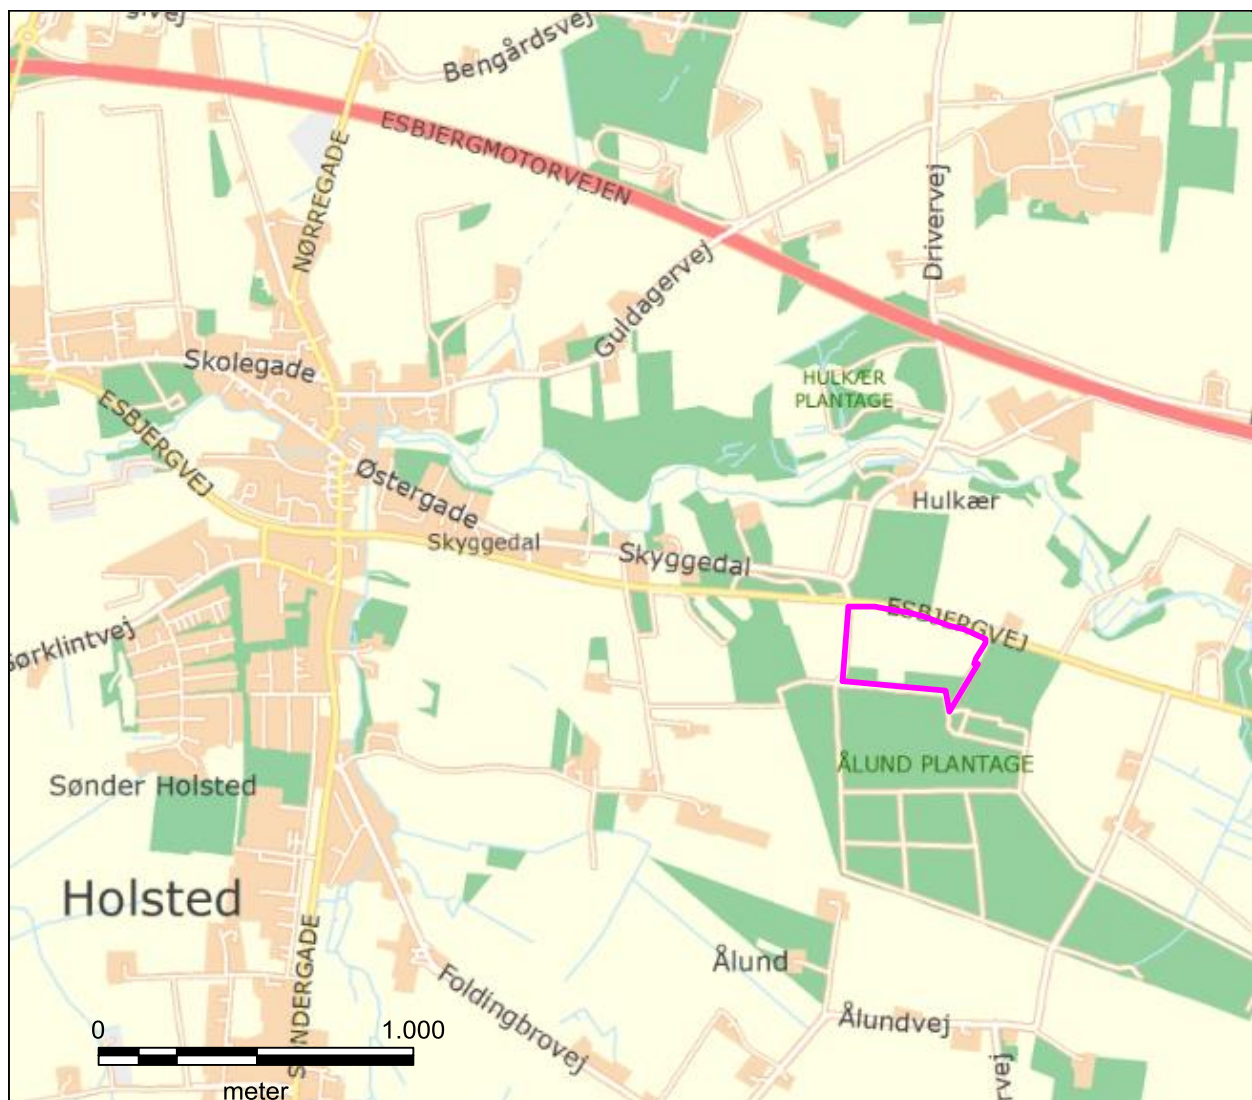 Bengårdsvej
ESBJERGMOTORVEJEN
NØRREGADE
Drivervej
Guldagervej
Skolegade
HULKÆR
PLANTAGE
ESBJERGVEJ
Østergade
Hulkær
Skyggedal
Skyggedal
ESBJERGVEJ
Sønder Holsted
ÅLUND PLANTAGE
Holsted
Ålund
Foldingbrovej
Ålundvej
0 1.000
meter